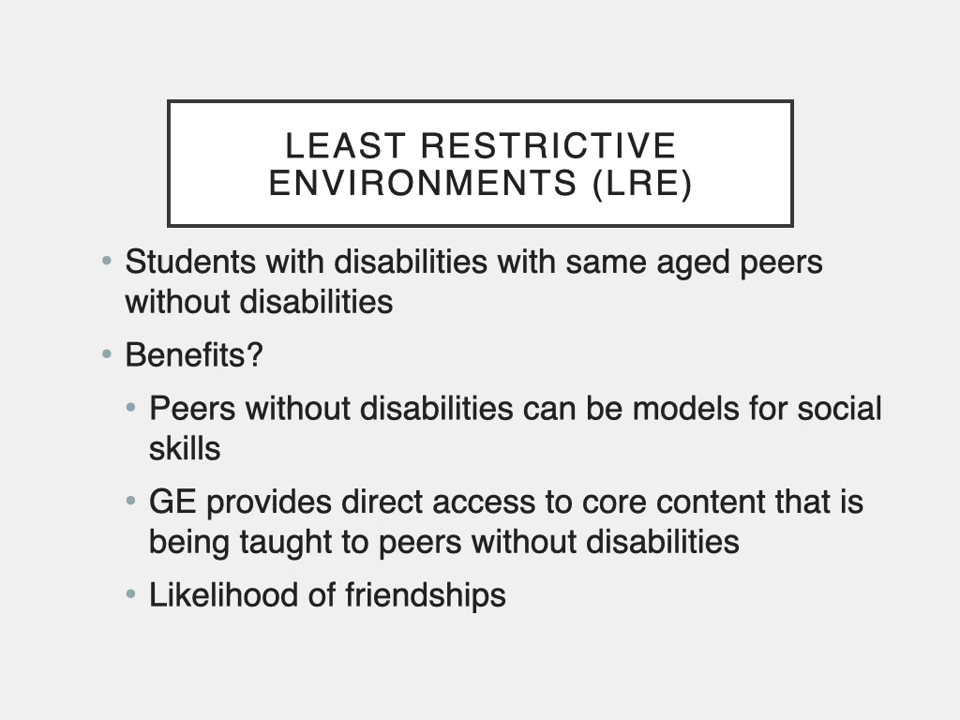 LEAST RESTRICTIVE
ENVIRONMENTS (LRE)
• Students with disabilities with same aged peers
without disabilities
• Benefits?
• Peers without disabilities can be models for social
skills
• GE provides direct access to core content that is
being taught to peers without disabilities
• Likelihood of friendships